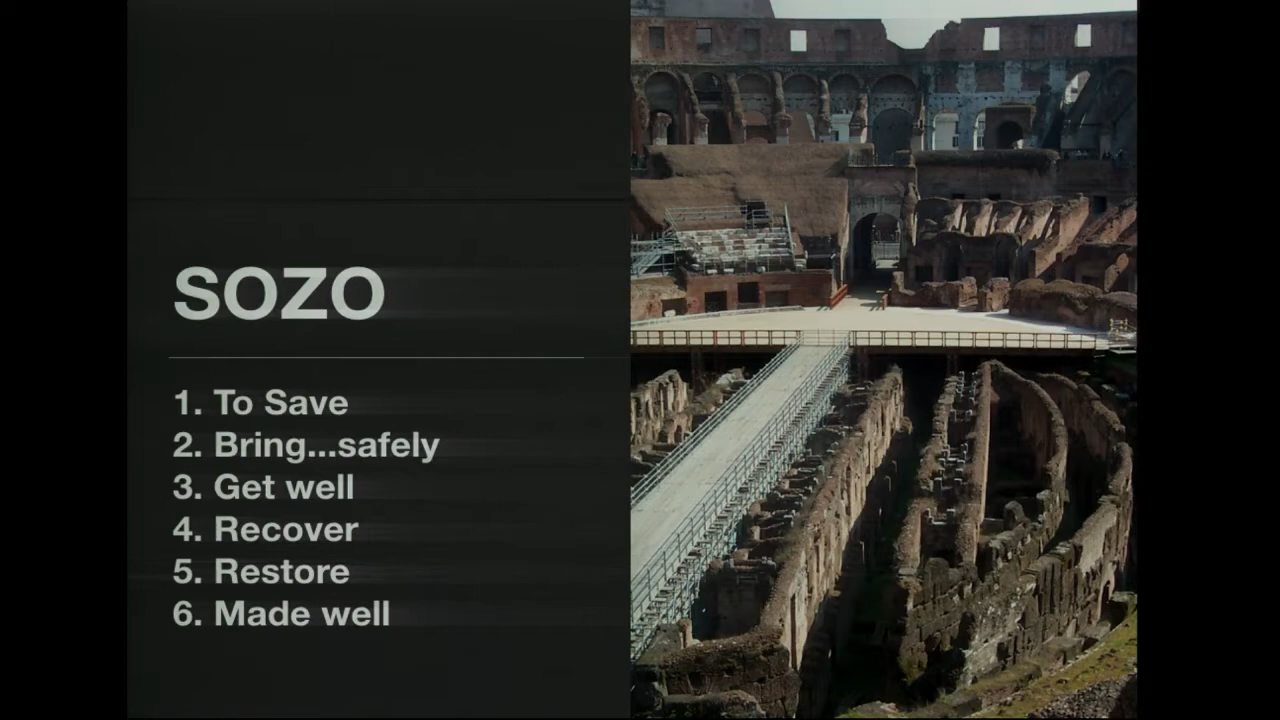 SOZO
1. To Save
2. Bring...safely
3. Get well
4. Recover
5. Restore
6. Made well